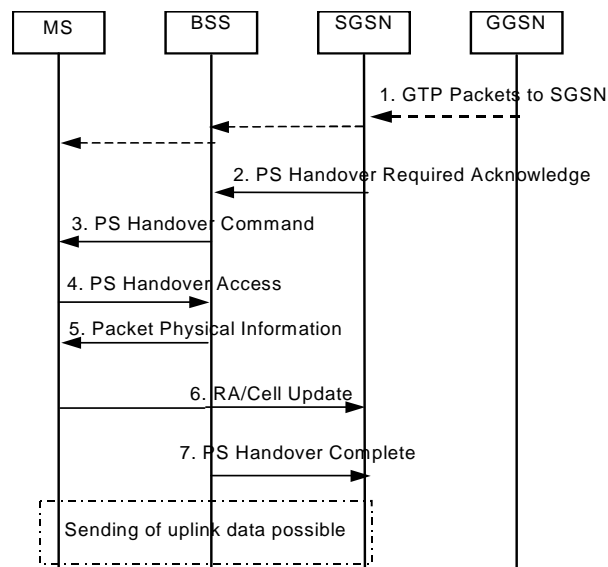 MS
BSS
SGSN
GGSN
1. GTP Packets to SGSN
2. PS Handover Required Acknowledge
3. PS Handover Command
4. PS Handover Access
5. Packet Physical Information
6. RA/Cell Update
7. PS Handover Complete
Sending of uplink data possible